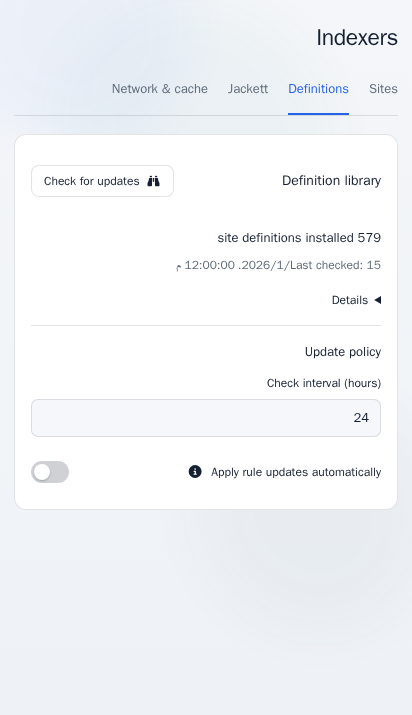 Indexers
Sites
Definitions
Jackett
Network & cache
Definition library
Check for updates
site definitions installed 579
م 12:00:00 .2026/1/Last checked: 15
Details
Update policy
Check interval (hours)
24
Apply rule updates automatically